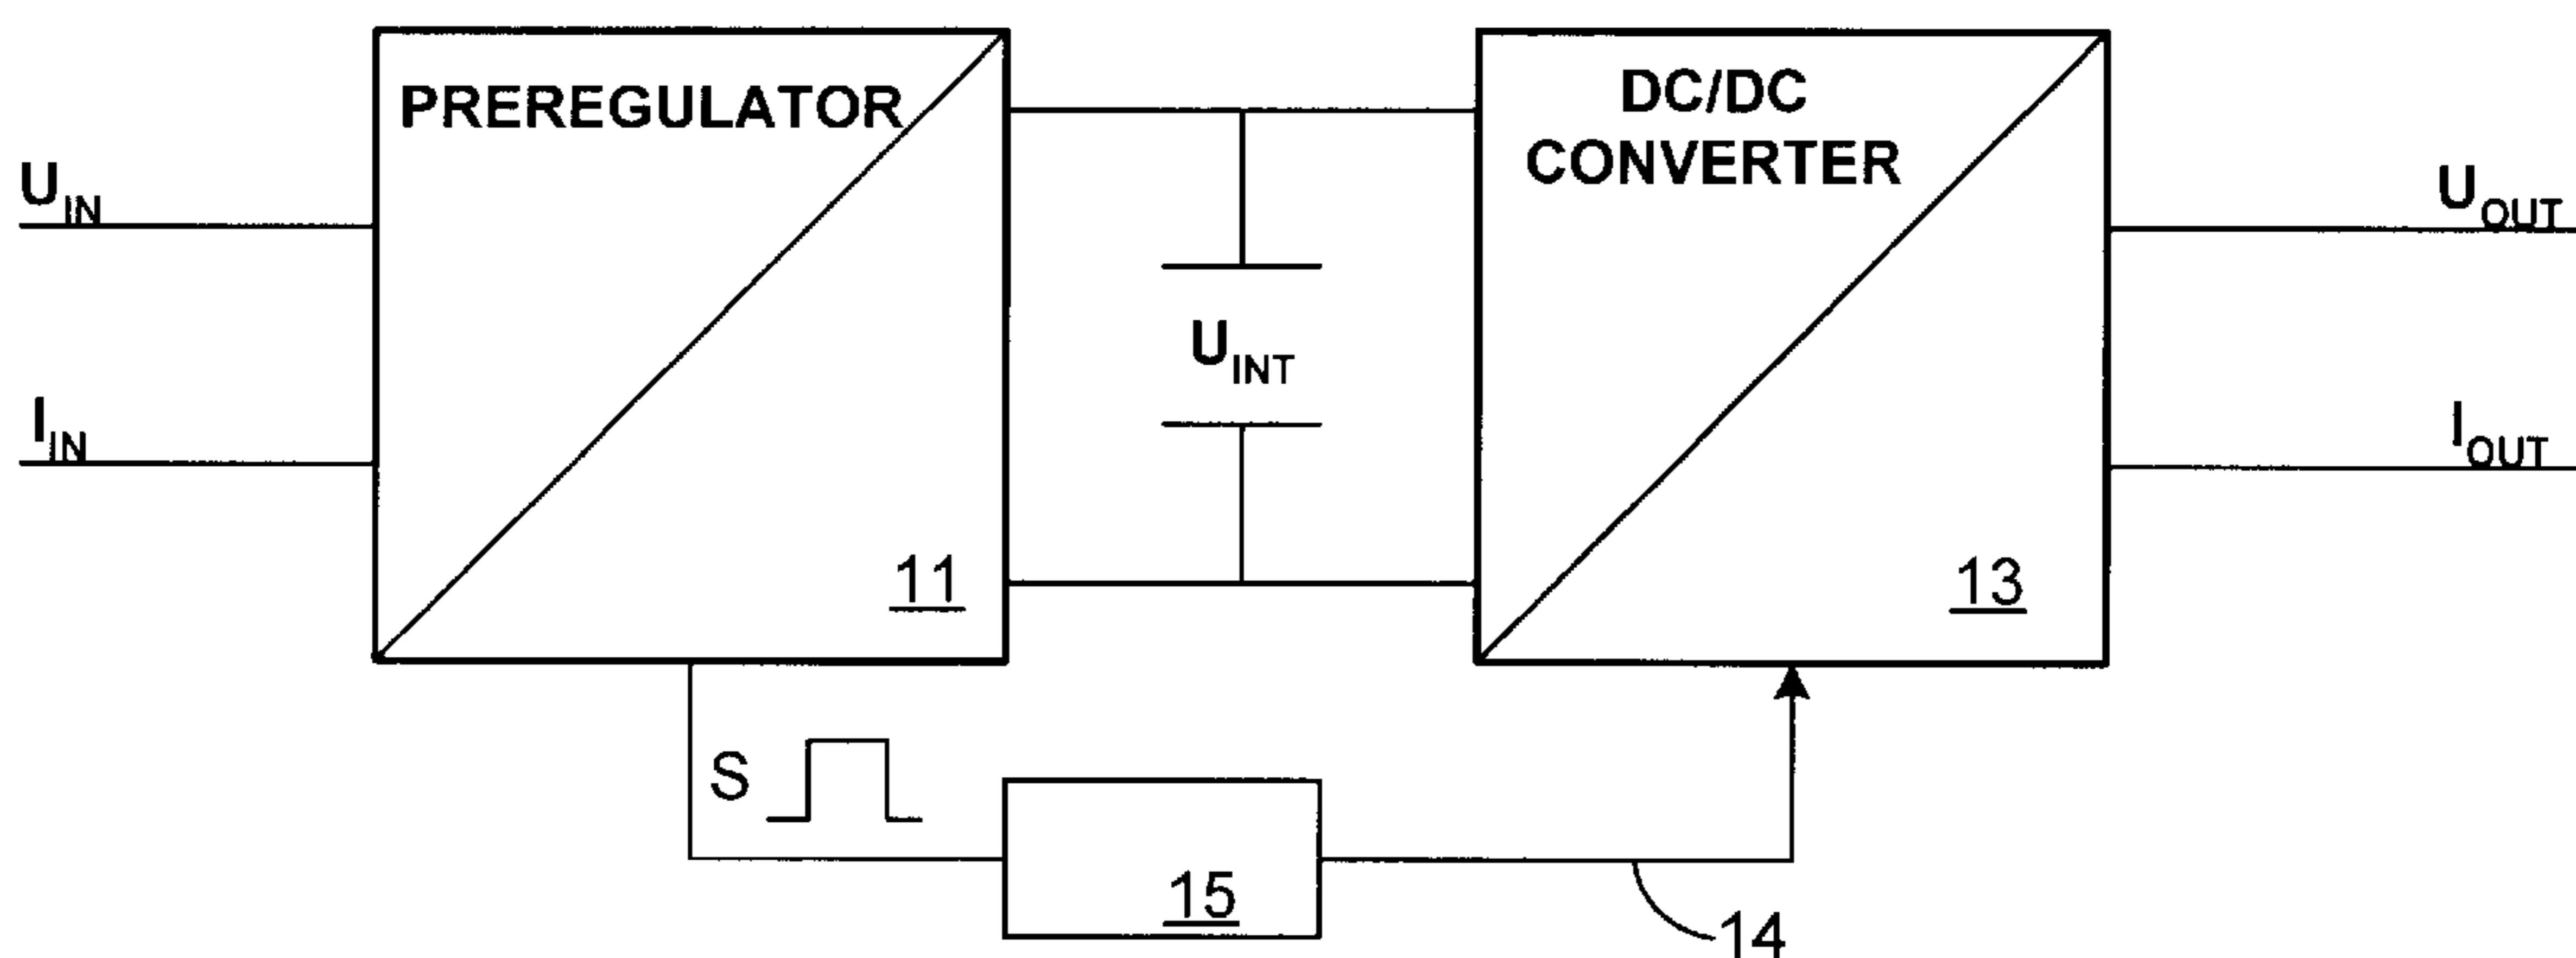 PREREGULATOR
DC/DC
CONVERTER
U_IN
U_OUT
U_INT
I_IN
I_OUT
11
13
S
15
14